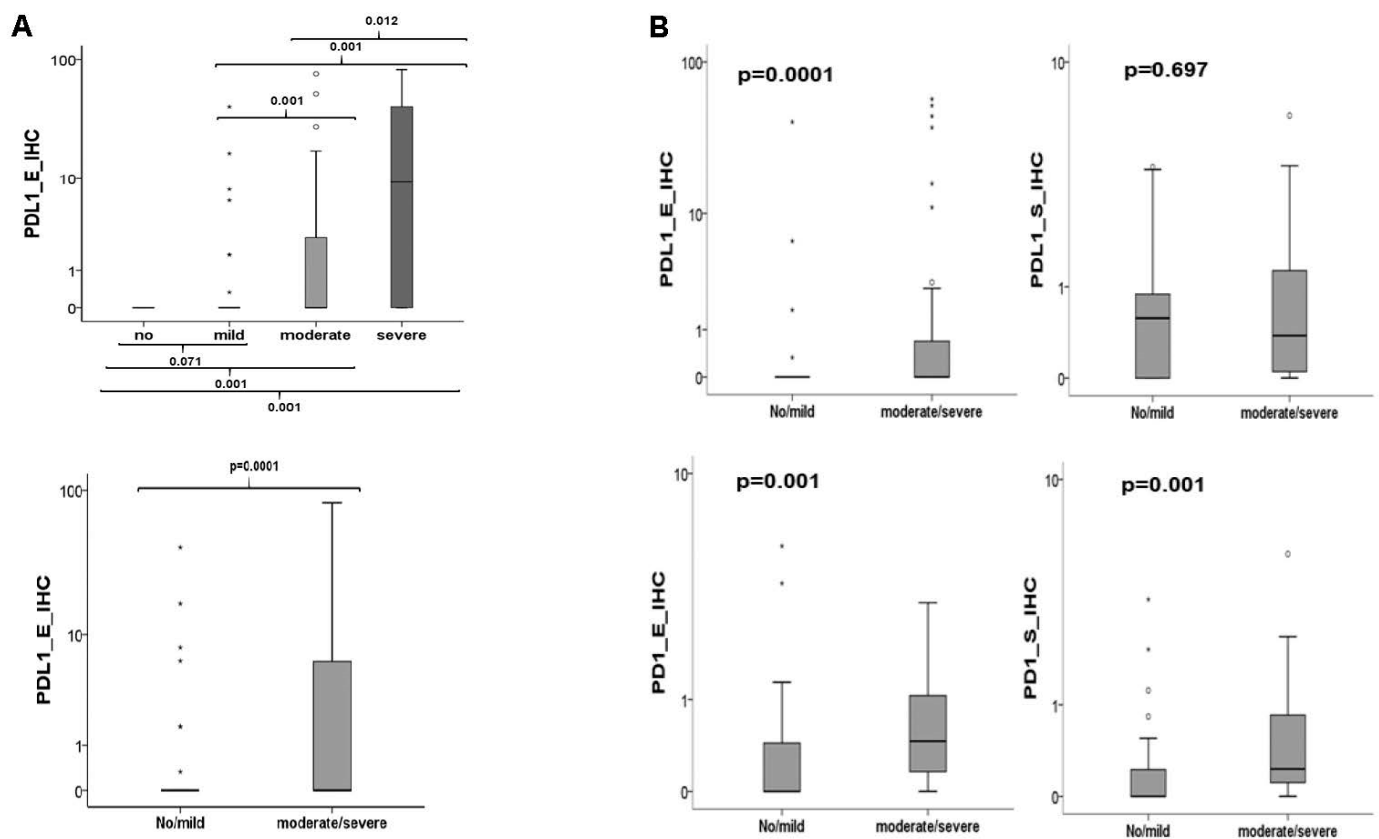 A
0.012
0.001
0.001
100
10
1
0
PDL1_E_IHC
no mild moderate severe
0.071
0.001
0.001
p=0.0001
100
10
1
0
PDL1_E_IHC
No/mild moderate/severe
B
p=0.0001
100
10
1
0
PDL1_E_IHC
No/mild moderate/severe
p=0.697
10
1
0
PDL1_S_IHC
No/mild moderate/severe
p=0.001
10
1
0
PD1_E_IHC
No/mild moderate/severe
p=0.001
10
1
0
PD1_S_IHC
No/mild moderate/severe